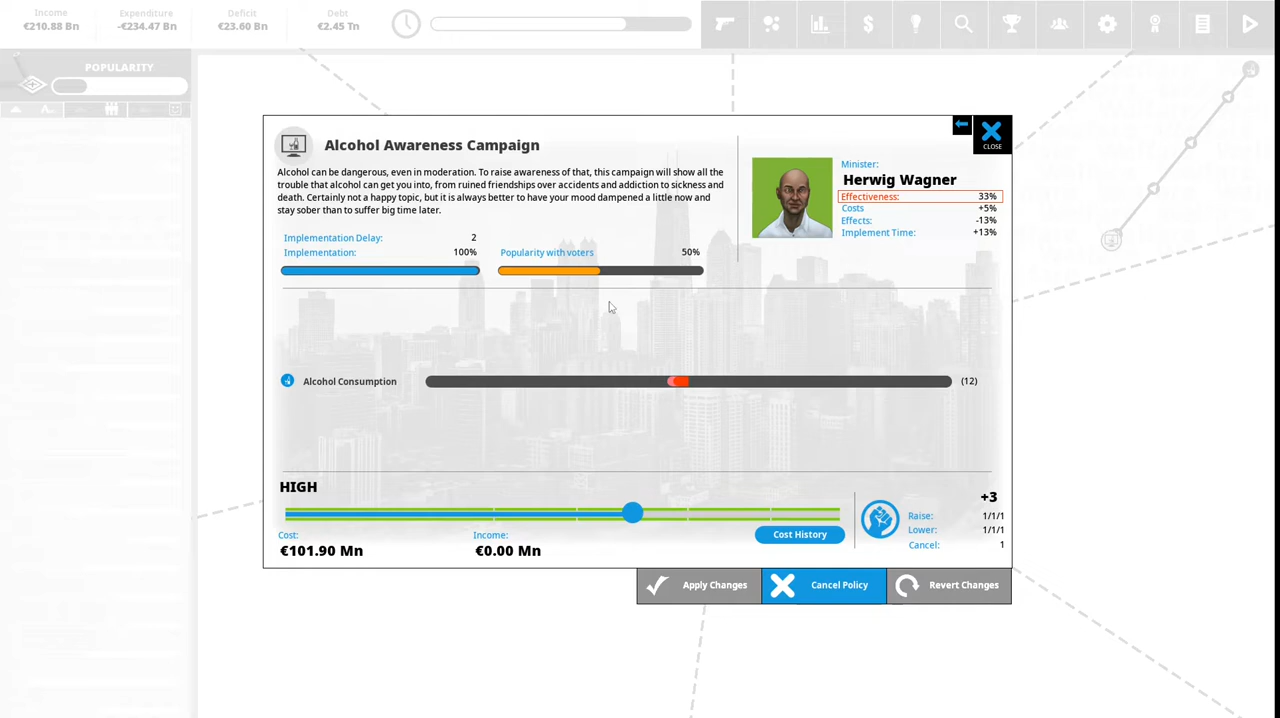 Income
Expenditure
Deficit
Debt
€210.88 Bn
-€234.47 Bn
€23.60 Bn
€2.45 Tn
POPULARITY
Alcohol Awareness Campaign
Alcohol can be dangerous, even in moderation. To raise awareness of that, this campaign will show all the
trouble that alcohol can get you into, from ruined friendships over accidents and addiction to sickness and
death. Certainly not a happy topic, but it is always better to have your mood dampened a little now and
stay sober than to suffer big time later.
CLOSE
Minister:
Herwig Wagner
Effectiveness: 33%
Costs +5%
Effects: -13%
Implement Time: +13%
Implementation Delay: 2
Implementation: 100%
Popularity with voters 50%
Alcohol Consumption (12)
HIGH
Cost:
€101.90 Mn
Income:
€0.00 Mn
Cost History
+3
Raise: 1/1/1
Lower: 1/1/1
Cancel: 1
Apply Changes
Cancel Policy
Revert Changes